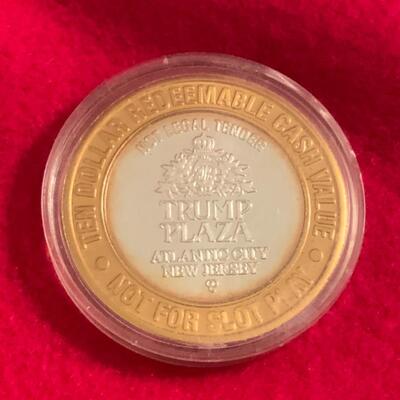 TEN DOLLAR REDEEMABLE CASH VALUE
NOT LEGAL TENDER
TRUMP
PLAZA
ATLANTIC CITY
NEW JERSEY
NOT FOR SLOT PLAY